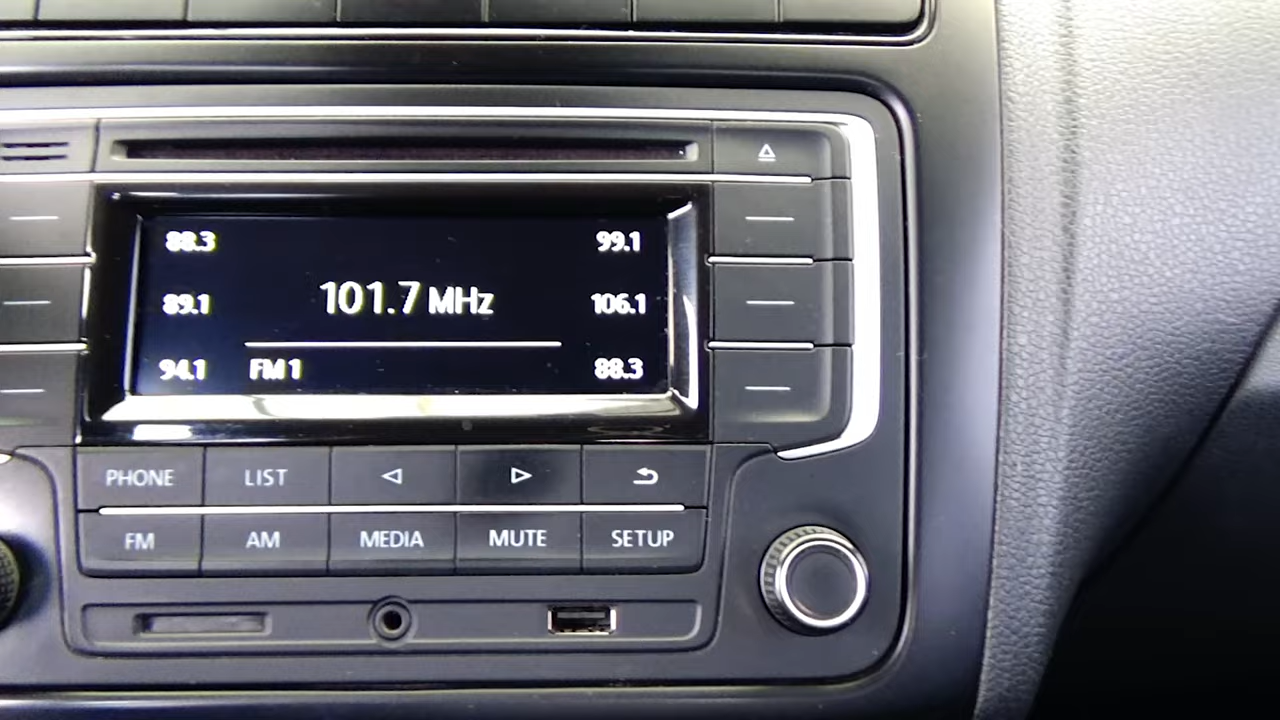 88.3 99.1
101.7 MHz
89.1 106.1
94.1 FM1 88.3
PHONE LIST
FM AM MEDIA MUTE SETUP